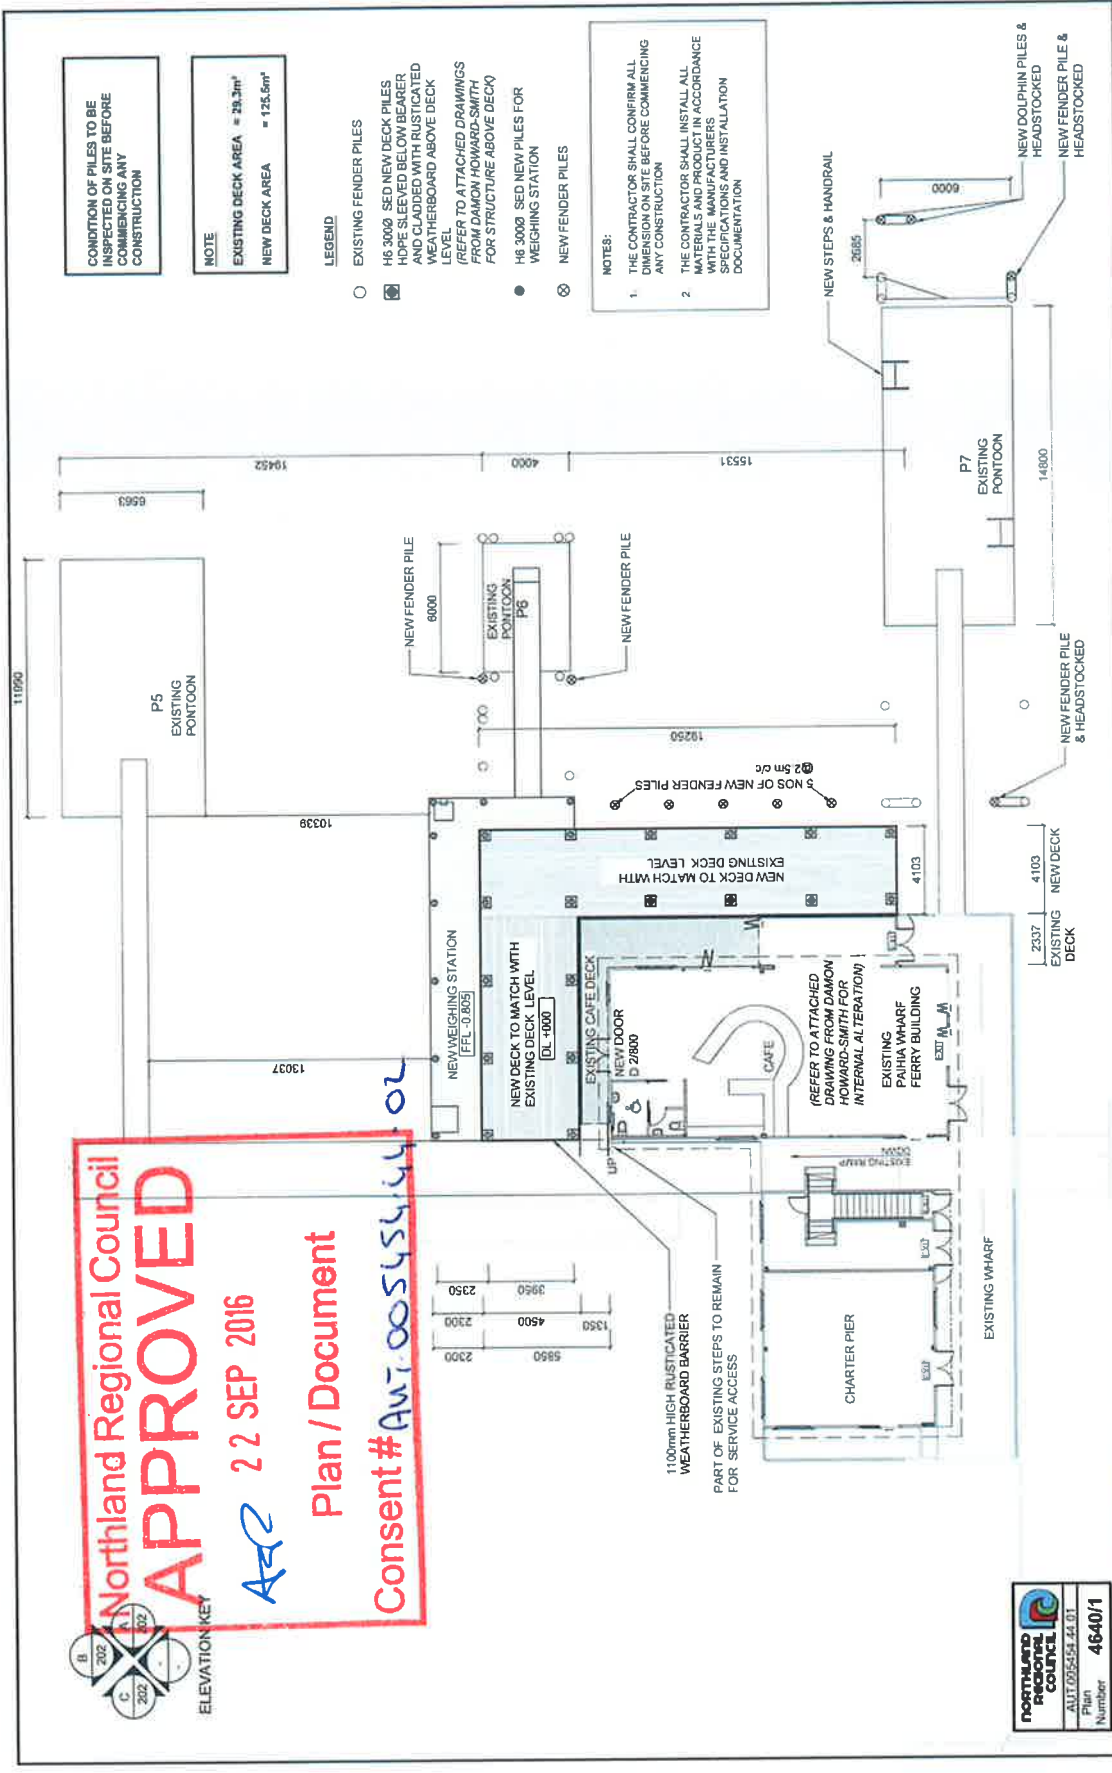 Northland Regional Council
APPROVED
22 SEP 2016
Plan / Document
Consent# AUT.005454.44.02
B
202
A
202
C
202
-
-
ELEVATION KEY
CONDITION OF PILES TO BE
INSPECTED ON SITE BEFORE
COMMENCING ANY
CONSTRUCTION
NOTE
EXISTING DECK AREA = 29.3m²
NEW DECK AREA = 125.5m²
LEGEND
EXISTING FENDER PILES
H6 300Ø SED NEW DECK PILES
HDPE SLEEVED BELOW BEARER
AND CLADDED WITH RUSTICATED
WEATHERBOARD ABOVE DECK
LEVEL
(REFER TO ATTACHED DRAWINGS
FROM DAMON HOWARD-SMITH
FOR STRUCTURE ABOVE DECK)
H6 300Ø SED NEW PILES FOR
WEIGHING STATION
NEW FENDER PILES
NOTES:
1. THE CONTRACTOR SHALL CONFIRM ALL
DIMENSION ON SITE BEFORE COMMENCING
ANY CONSTRUCTION
2 THE CONTRACTOR SHALL INSTALL ALL
MATERIALS AND PRODUCT IN ACCORDANCE
WITH THE MANUFACTURERS
SPECIFICATIONS AND INSTALLATION
DOCUMENTATION
11990
6563
19452
4000
15531
P5
EXISTING
PONTOON
10339
13037
NEW FENDER PILE
6000
EXISTING
PONTOON
P6
NEW FENDER PILE
NEW WEIGHING STATION
FFL -0.805
NEW DECK TO MATCH WITH
EXISTING DECK LEVEL
DL +000
NEW DECK TO MATCH WITH
EXISTING DECK LEVEL
19250
5 NOS OF NEW FENDER PILES
@2.5m c/c
2350
3950
2300
4500
1350
2300
5850
EXISTING CAFE DECK
NEW DOOR
D 2/800
UP
CAFE
(REFER TO ATTACHED
DRAWING FROM DAMON
HOWARD-SMITH FOR
INTERNAL ALTERATION)
EXISTING
PAIHIA WHARF
FERRY BUILDING
EXIT
EXISTING RAMP
DOWN
EXIT
EXIT
CHARTER PIER
EXISTING WHARF
1100mm HIGH RUSTICATED
WEATHERBOARD BARRIER
PART OF EXISTING STEPS TO REMAIN
FOR SERVICE ACCESS
4103
2337
EXISTING
DECK
4103
NEW DECK
NEW FENDER PILE
& HEADSTOCKED
14800
P7
EXISTING
PONTOON
NEW STEPS & HANDRAIL
2685
6000
NEW DOLPHIN PILES &
HEADSTOCKED
NEW FENDER PILE &
HEADSTOCKED
NORTHLAND
REGIONAL
COUNCIL
AUT.005454.44.01
Plan
Number 4640/1